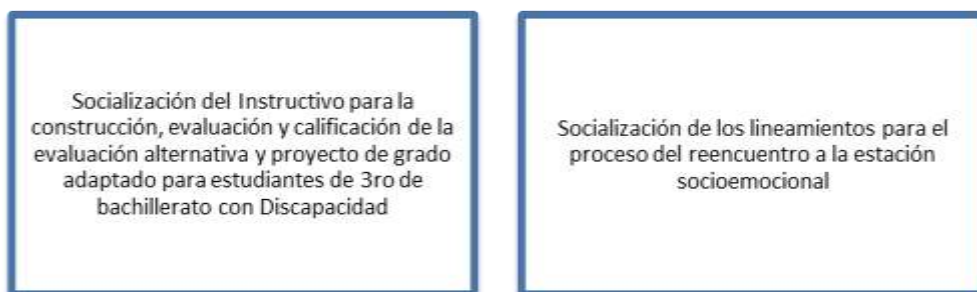 Socialización del Instructivo para la
construcción, evaluación y calificación de la
evaluación alternativa y proyecto de grado
adaptado para estudiantes de 3ro de
bachillerato con Discapacidad
Socialización de los lineamientos para el
proceso del reencuentro a la estación
socioemocional